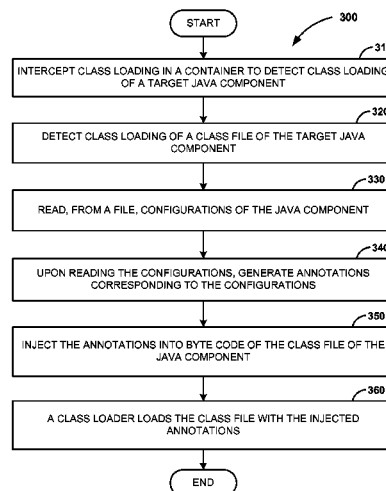 START
300
31
INTERCEPT CLASS LOADING IN A CONTAINER TO DETECT CLASS LOADING
OF A TARGET JAVA COMPONENT
320
DETECT CLASS LOADING OF A CLASS FILE OF THE TARGET JAVA
COMPONENT
330
READ, FROM A FILE, CONFIGURATIONS OF THE JAVA COMPONENT
340
UPON READING THE CONFIGURATIONS, GENERATE ANNOTATIONS
CORRESPONDING TO THE CONFIGURATIONS
350
INJECT THE ANNOTATIONS INTO BYTE CODE OF THE CLASS FILE OF THE
JAVA COMPONENT
360
A CLASS LOADER LOADS THE CLASS FILE WITH THE INJECTED
ANNOTATIONS
END